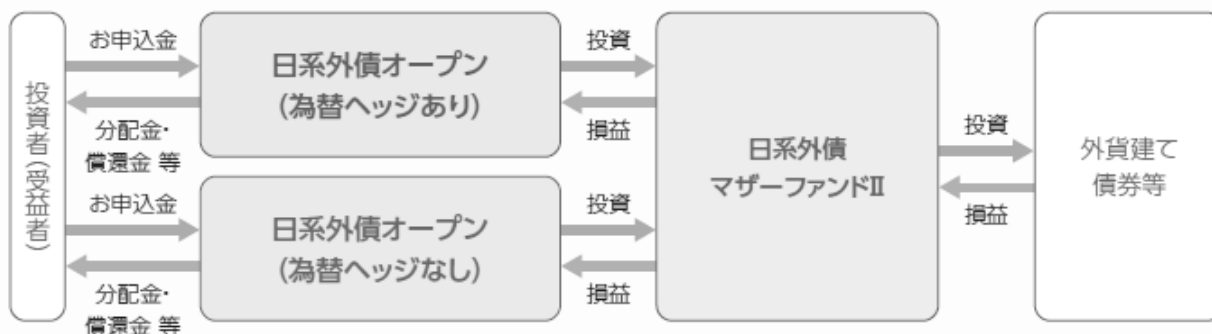 投資者(受益者)
お申込金
分配金・
償還金 等
日系外債オープン
(為替ヘッジあり)
投資
損益
お申込金
分配金・
償還金 等
日系外債オープン
(為替ヘッジなし)
投資
損益
日系外債
マザーファンドⅡ
投資
損益
外貨建て
債券等